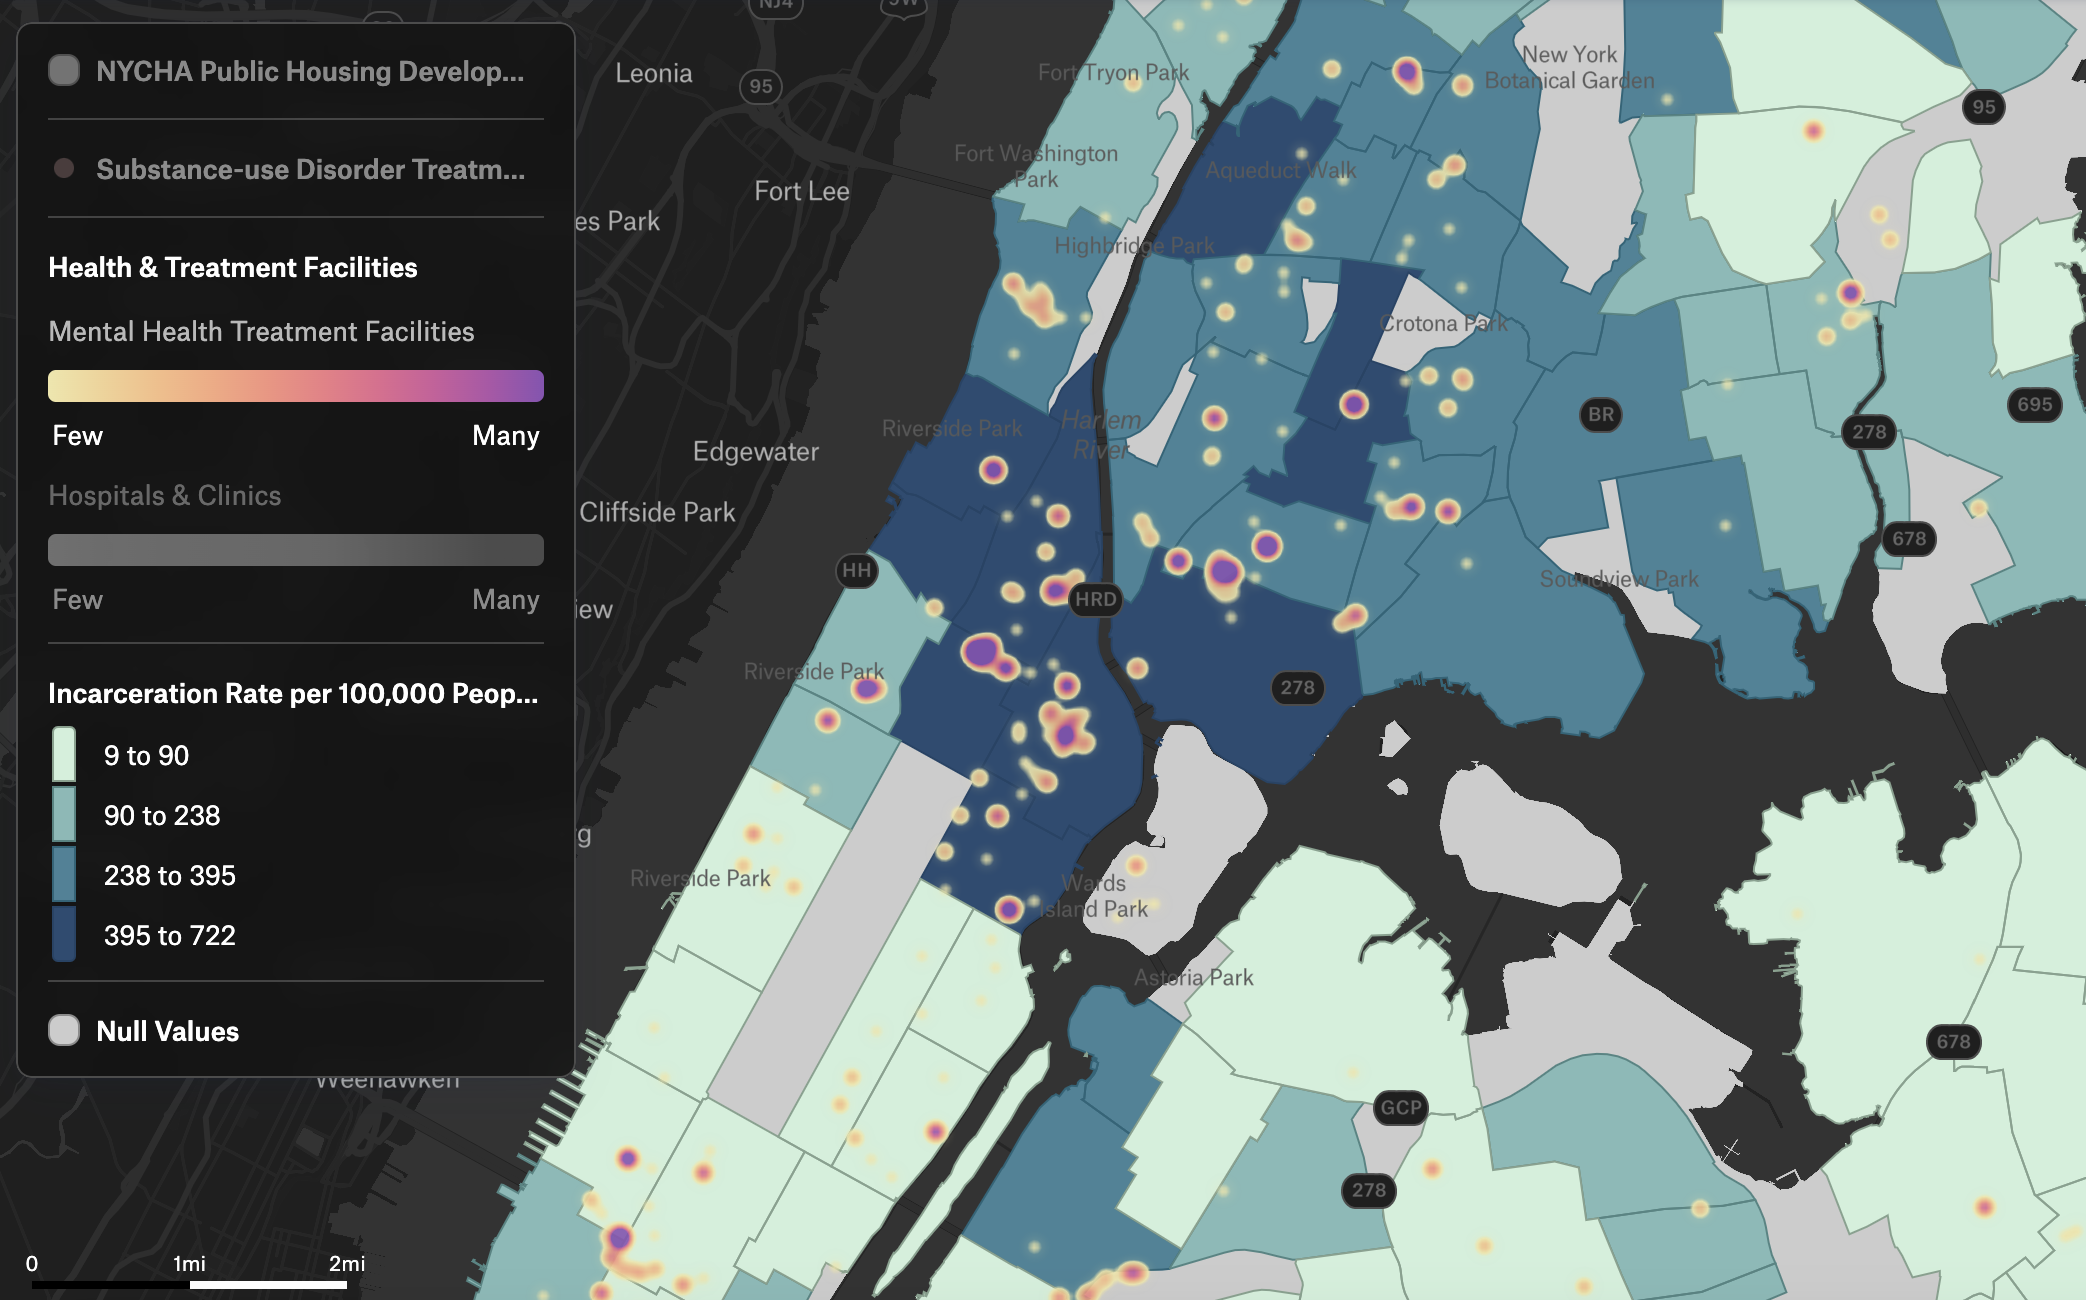 NYCHA Public Housing Develop...
Substance-use Disorder Treatm...
Health & Treatment Facilities
Mental Health Treatment Facilities
Few Many
Hospitals & Clinics
Few Many
Incarceration Rate per 100,000 Peop...
9 to 90
90 to 238
238 to 395
395 to 722
Null Values
0 1mi 2mi
NJ4
9W
Leonia
95
Fort Tryon Park
New York
Botanical Garden
95
Fort Washington
Park
Aqueduct Walk
Fort Lee
es Park
Highbridge Park
Crotona Park
Riverside Park
Harlem
River
BR
695
278
Edgewater
Cliffside Park
678
HH
HRD
Soundview Park
iew
Riverside Park
278
g
Riverside Park
Wards
Island Park
Astoria Park
678
Weehawken
GCP
278